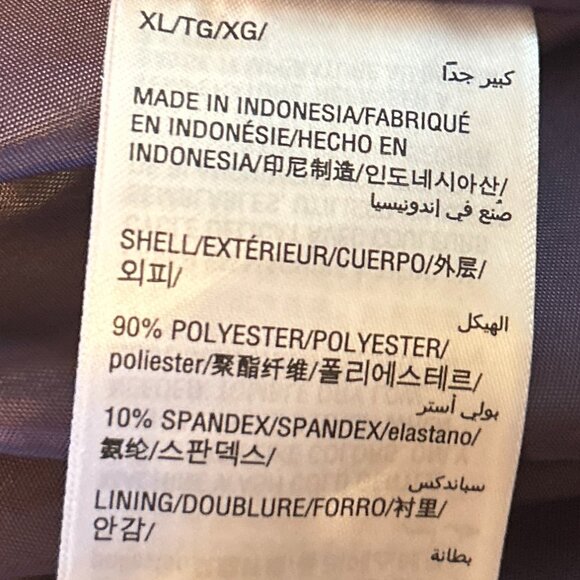 XL/TG/XG/
كبير جدًا
MADE IN INDONESIA/FABRIQUÉ
EN INDONÉSIE/HECHO EN
INDONESIA/印尼制造/인도네시아산/
صُنع في إندونيسيا
SHELL/EXTÉRIEUR/CUERPO/外层/
외피/
الهيكل
90% POLYESTER/POLYESTER/
poliester/聚酯纤维/폴리에스테르/
بولي أستر
10% SPANDEX/SPANDEX/elastano/
氨纶/스판덱스/
سباندكس
LINING/DOUBLURE/FORRO/衬里/
안감/
بطانة